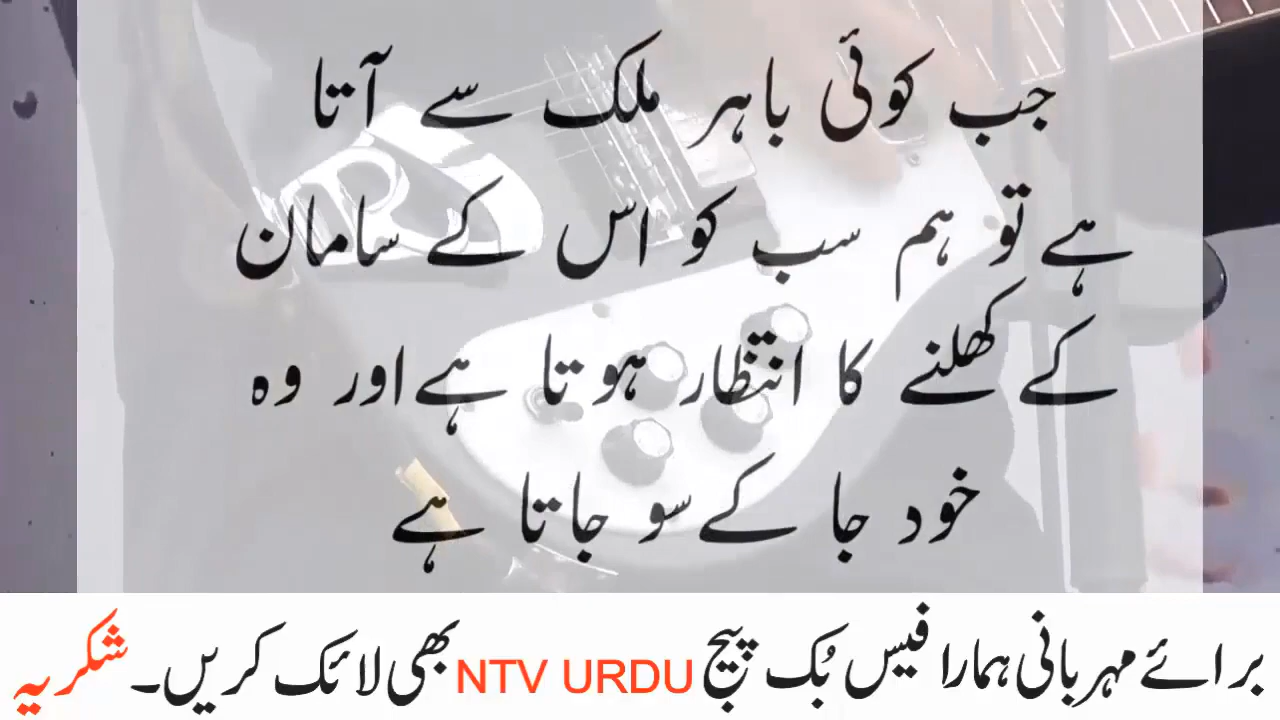 جب کوئی باہر ملک سے آتا
ہے تو ہم سب کو اس کے سامان
کے کھلنے کا انتظار ہوتا ہے اور وہ
خود جا کے سو جاتا ہے
برائے مہربانی ہمارا فیس بُک پیج NTV URDU بھی لائک کریں۔ شکریہ